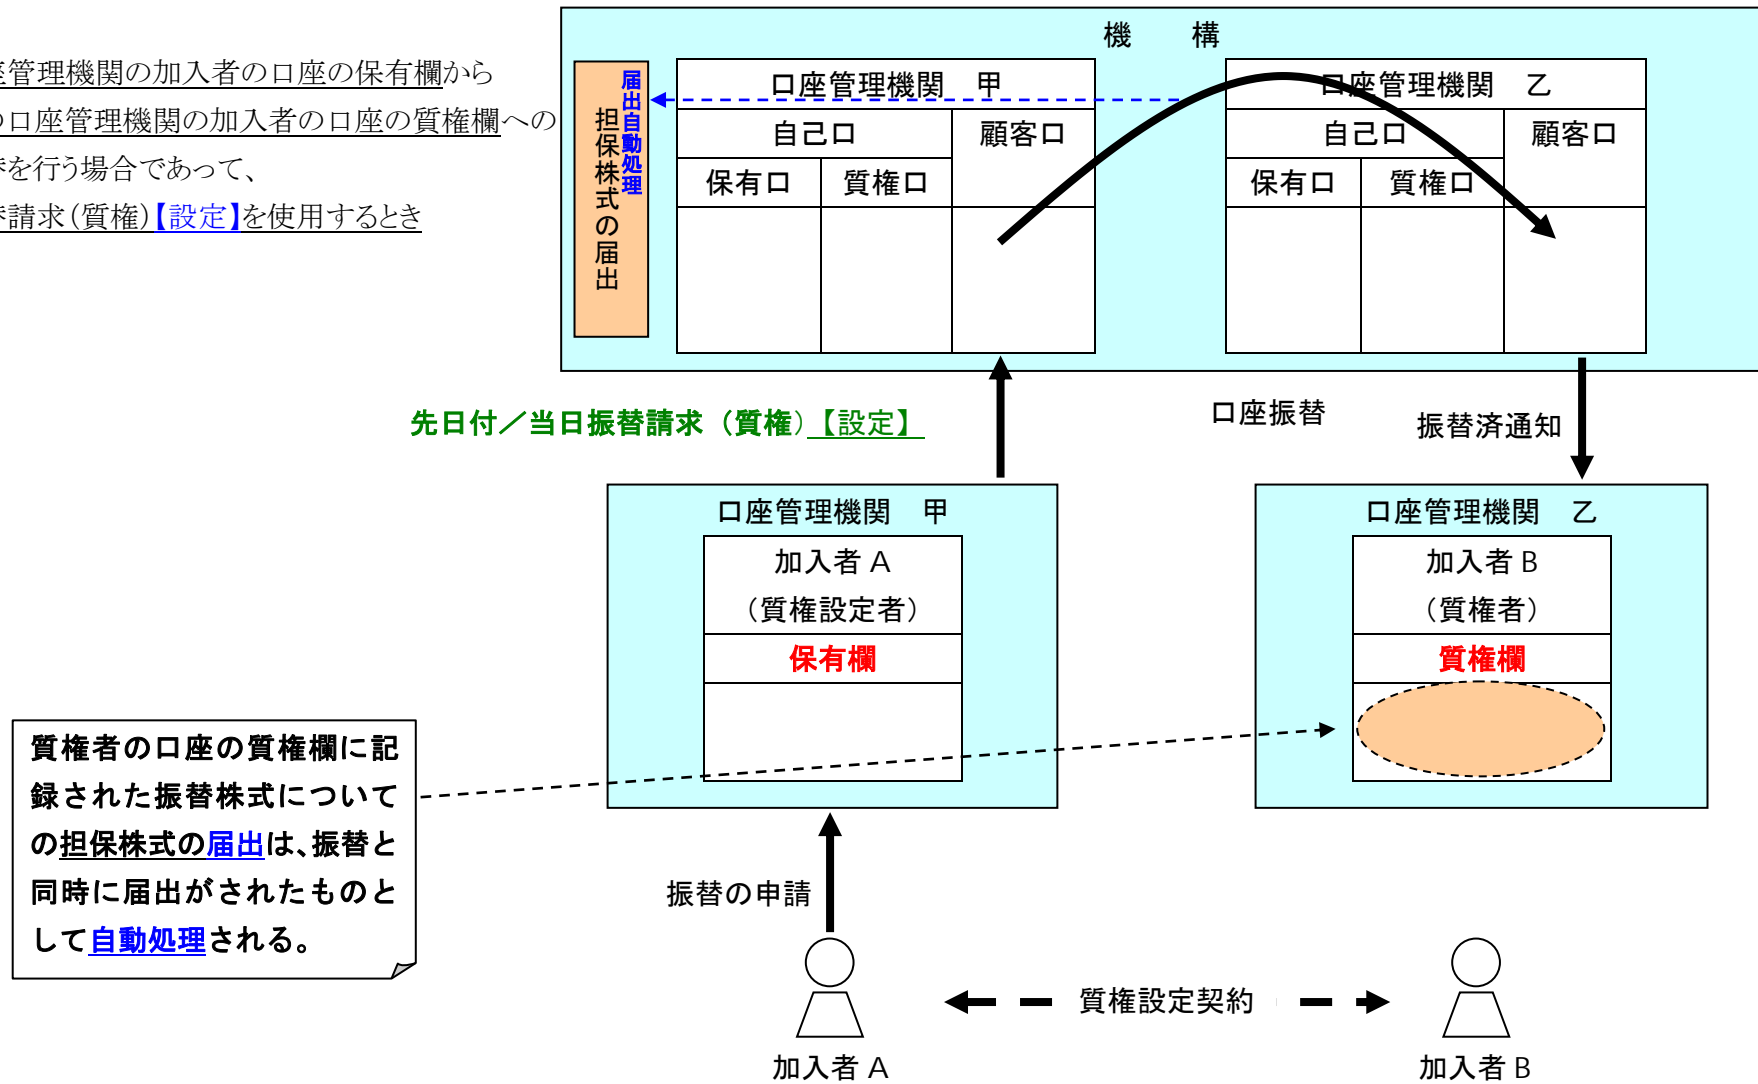 機　構
座管理機関の加入者の口座の保有欄から
の口座管理機関の加入者の口座の質権欄への
替を行う場合であって、
替請求（質権）【設定】を使用するとき
届出自動処理
担保株式の届出
口座管理機関　甲
自己口
顧客口
保有口
質権口
口座管理機関　乙
自己口
顧客口
保有口
質権口
先日付／当日振替請求（質権）【設定】
口座振替
振替済通知
口座管理機関　甲
加入者 A
（質権設定者）
保有欄
口座管理機関　乙
加入者 B
（質権者）
質権欄
質権者の口座の質権欄に記
録された振替株式について
の担保株式の届出は、振替と
同時に届出がされたものと
して自動処理される。
振替の申請
質権設定契約
加入者 A
加入者 B